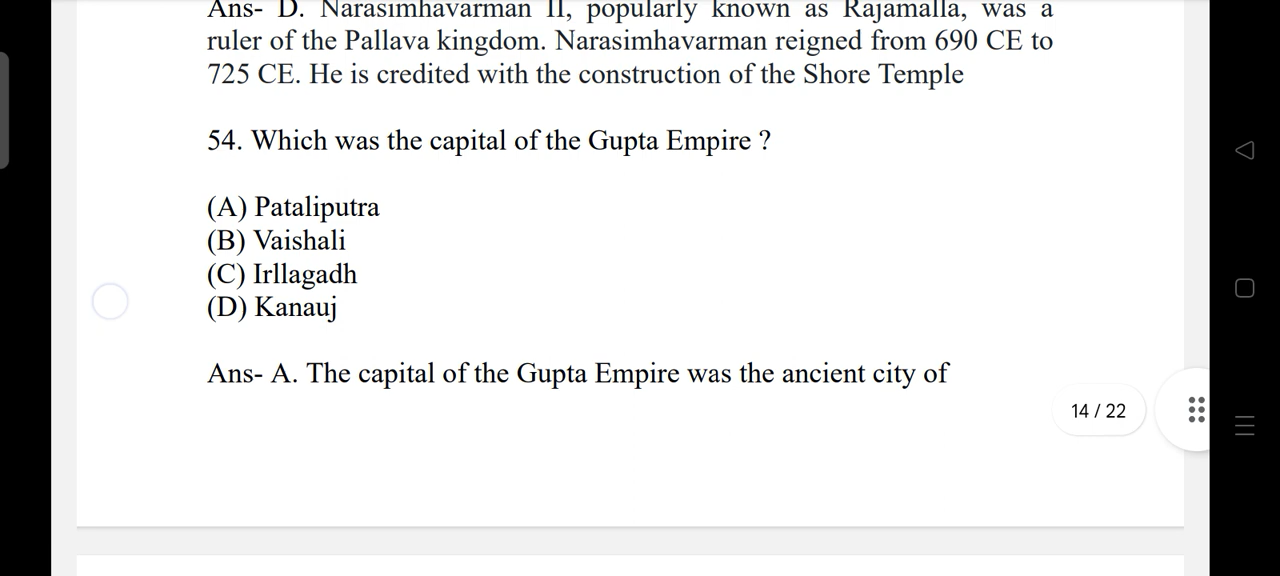 Ans- D. Narasimhavarman II, popularly known as Rajamalla, was a
ruler of the Pallava kingdom. Narasimhavarman reigned from 690 CE to
725 CE. He is credited with the construction of the Shore Temple
54. Which was the capital of the Gupta Empire ?
(A) Pataliputra
(B) Vaishali
(C) Irllagadh
(D) Kanauj
Ans- A. The capital of the Gupta Empire was the ancient city of
14 / 22